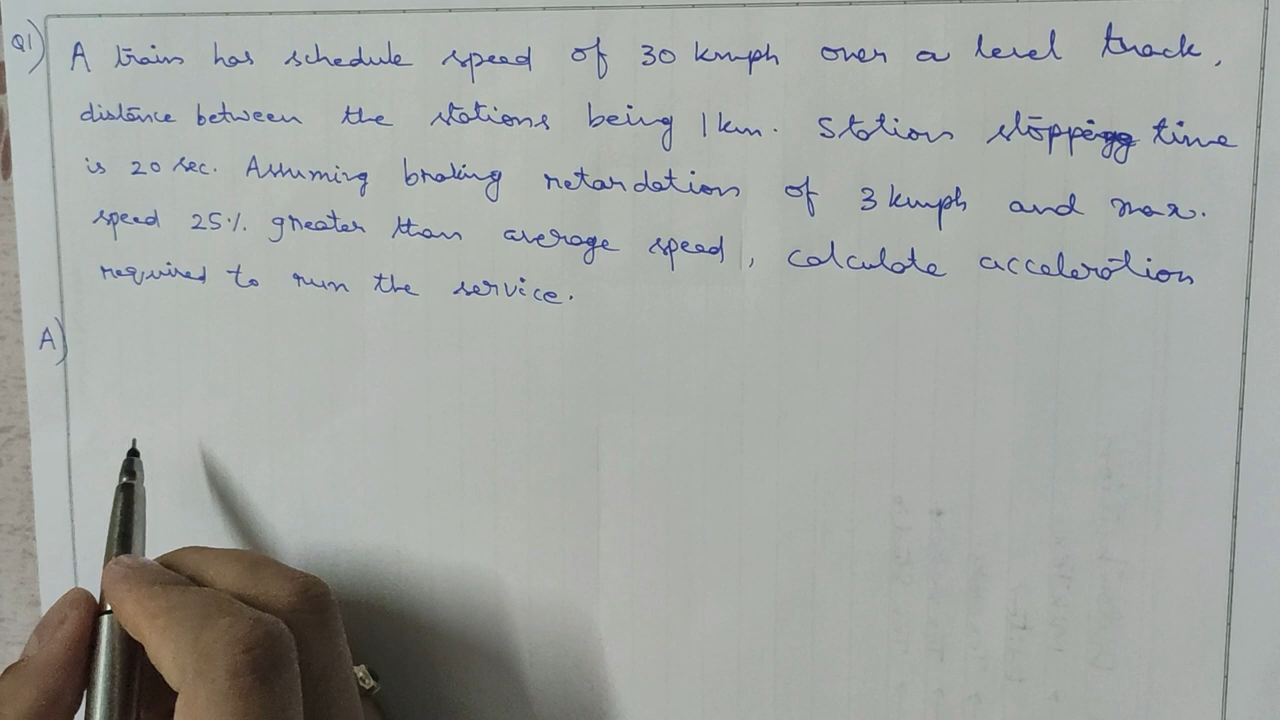 Q1) A train has schedule speed of 30 kmph over a level track,
distance between the stations being 1 km. Station stopping time
is 20 sec. Assuming braking retardation of 3 kmph and max.
speed 25% greater than average speed, calculate acceleration
required to run the service.
A)